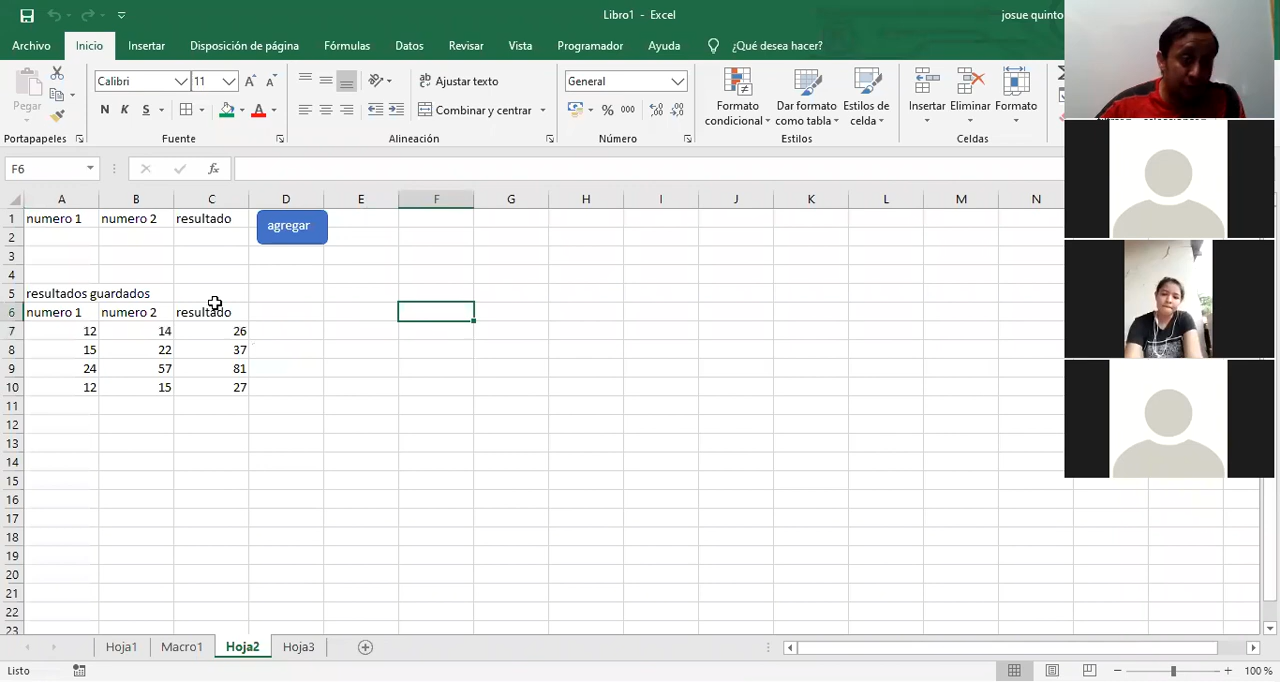 Libro1 - Excel
josue quinto
Archivo Inicio Insertar Disposición de página Fórmulas Datos Revisar Vista Programador Ayuda ¿Qué desea hacer?
Pegar
Calibri 11
Ajustar texto
General
N K S
Combinar y centrar
% 000
Formato condicional
Dar formato como tabla
Estilos de celda
Insertar Eliminar Formato
Portapapeles Fuente Alineación Número Estilos Celdas
F6
fx
A B C D E F G H I J K L M N
1 numero 1 numero 2 resultado agregar
2
3
4
5 resultados guardados
6 numero 1 numero 2 resultado
7 12 14 26
8 15 22 37
9 24 57 81
10 12 15 27
11
12
13
14
15
16
17
18
19
20
21
22
23
Hoja1 Macro1 Hoja2 Hoja3
Listo 100 %